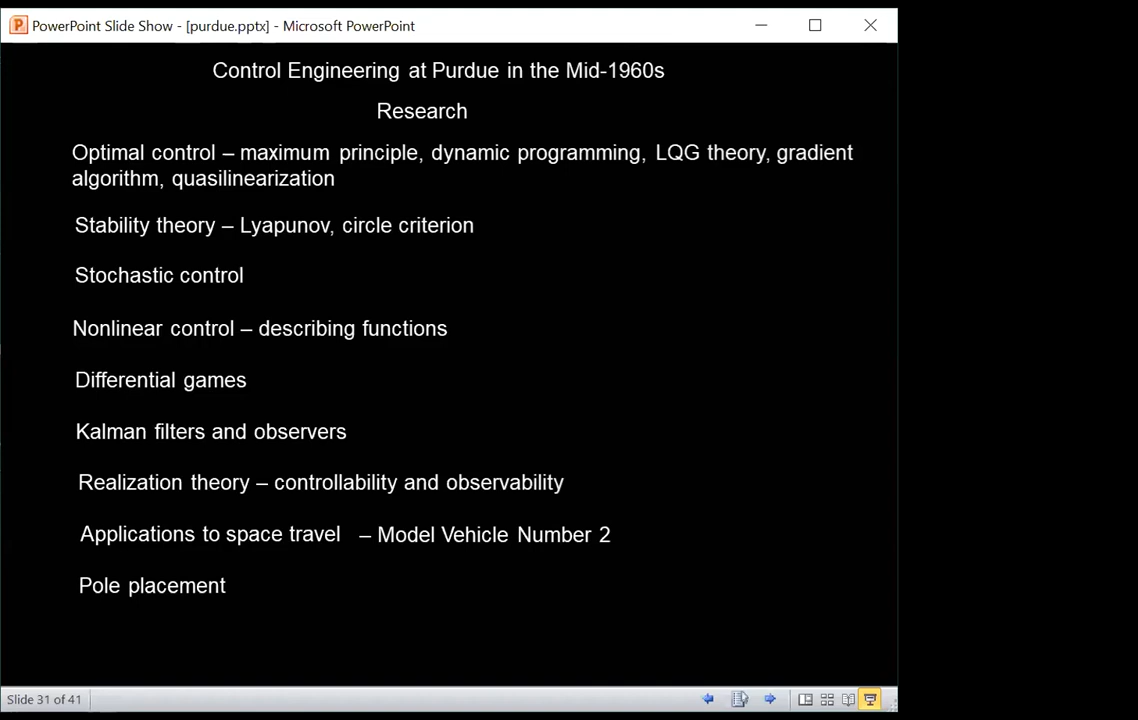 PowerPoint Slide Show - [purdue.pptx] - Microsoft PowerPoint
Control Engineering at Purdue in the Mid-1960s
Research
Optimal control – maximum principle, dynamic programming, LQG theory, gradient
algorithm, quasilinearization
Stability theory – Lyapunov, circle criterion
Stochastic control
Nonlinear control – describing functions
Differential games
Kalman filters and observers
Realization theory – controllability and observability
Applications to space travel – Model Vehicle Number 2
Pole placement
Slide 31 of 41